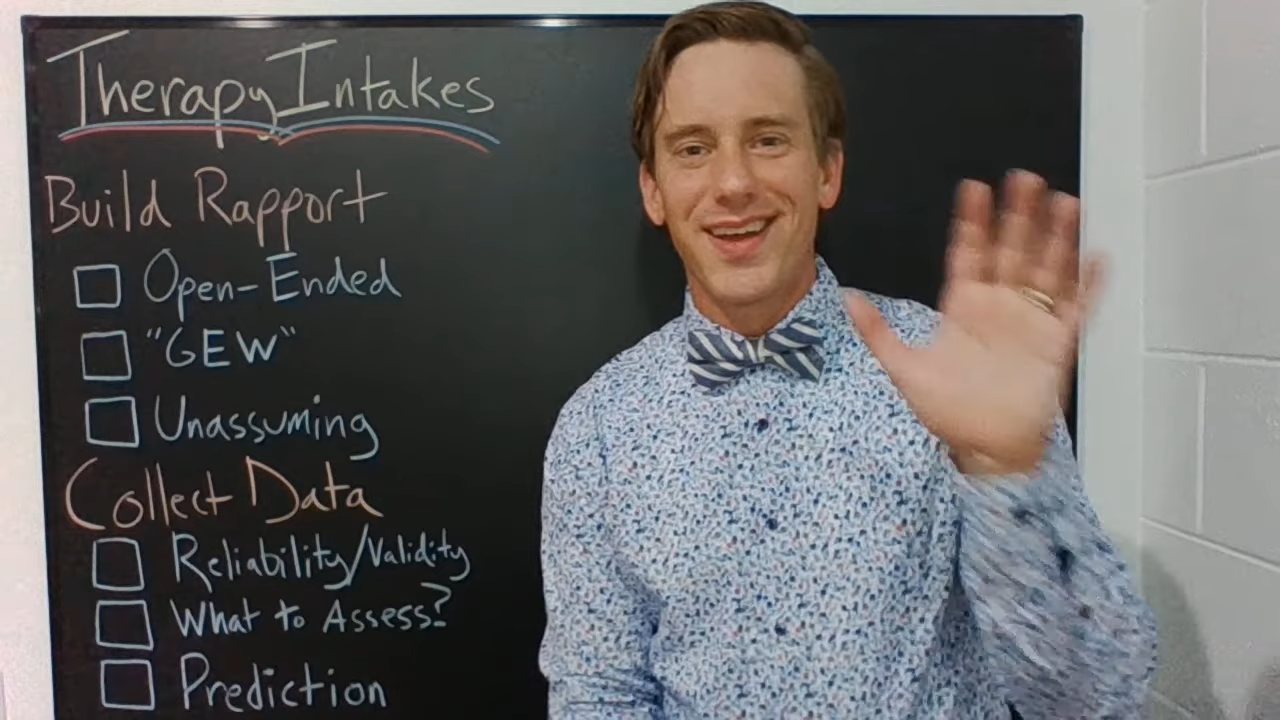 Therapy Intakes
Build Rapport
Open-Ended
"GEW"
Unassuming
Collect Data
Reliability/Validity
What to Assess?
Prediction